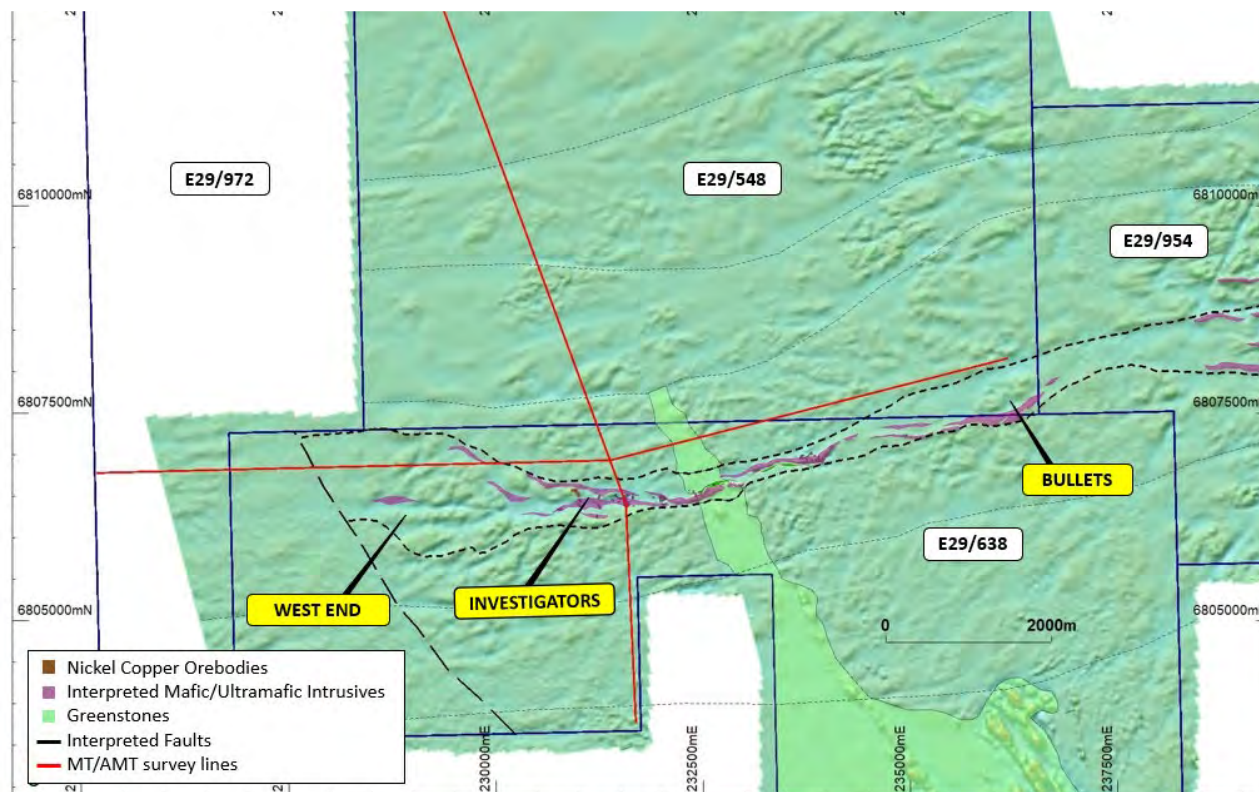 E29/972
E29/548
6810000mN
6810000m
E29/954
6807500mN
6807500m
BULLETS
E29/638
WEST END
INVESTIGATORS
6805000mN
6805000m
0
2000m
Nickel Copper Orebodies
Interpreted Mafic/Ultramafic Intrusives
Greenstones
Interpreted Faults
MT/AMT survey lines
230000mE
232500mE
235000mE
237500mE